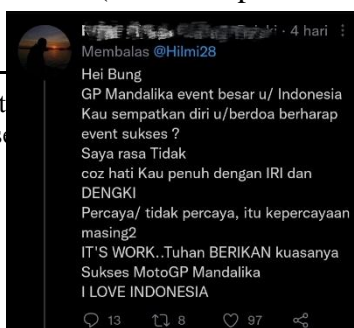 · 4 hari
Membalas @Hilmi28
Hei Bung
GP Mandalika event besar u/ Indonesia
Kau sempatkan diri u/berdoa berharap
event sukses ?
Saya rasa Tidak
coz hati Kau penuh dengan IRI dan
DENGKI
Percaya/ tidak percaya, itu kepercayaan
masing2
IT'S WORK..Tuhan BERIKAN kuasanya
Sukses MotoGP Mandalika
I LOVE INDONESIA
13 8 97